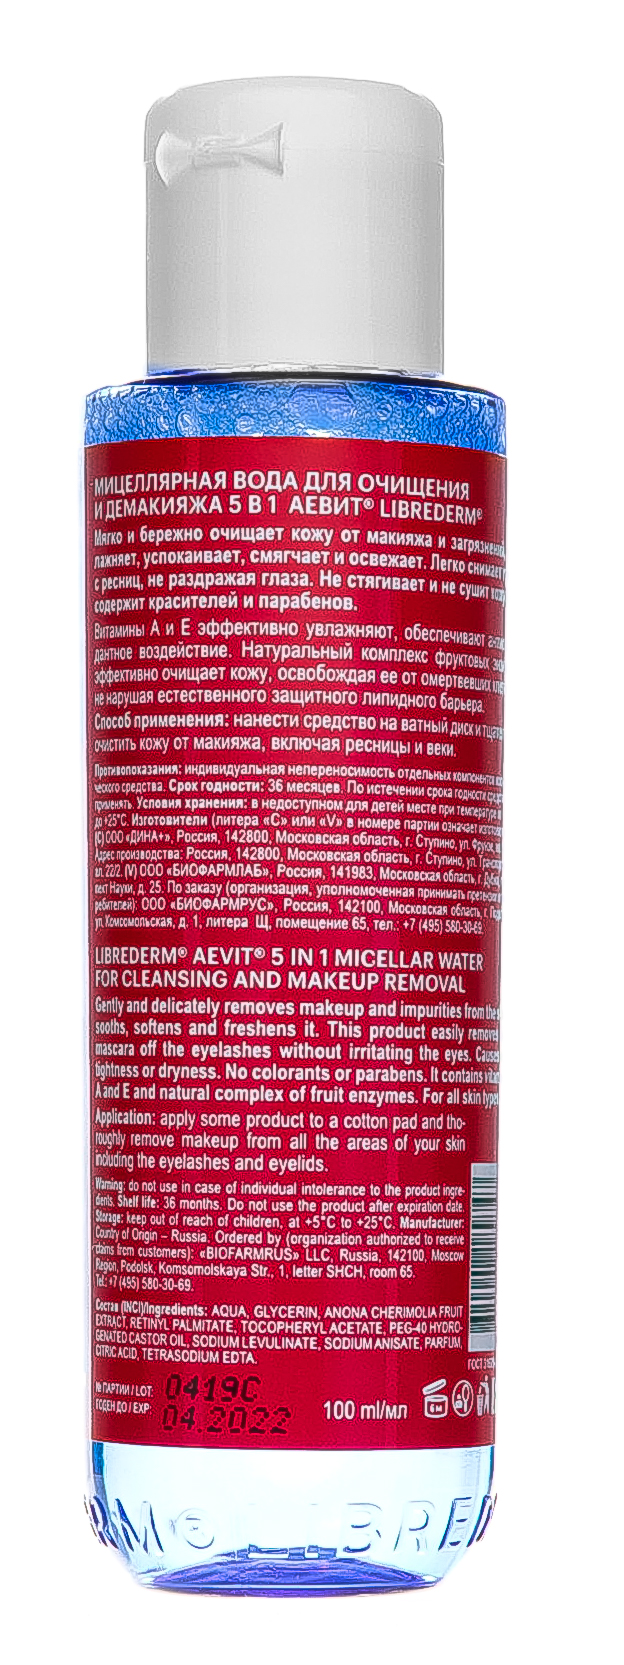 МИЦЕЛЛЯРНАЯ ВОДА ДЛЯ ОЧИЩЕНИЯ
И ДЕМАКИЯЖА 5 В 1 АЕВИТ® LIBREDERM®
Мягко и бережно очищает кожу от макияжа и
лажняет, успокаивает, смягчает и освежает. Легко
с ресниц, не раздражая глаза. Не стягивает и не сушит
содержит красителей и парабенов.
Витамины А и Е эффективно увлажняют, обеспечивают
дантное воздействие. Натуральный комплекс фруктовых
эффективно очищает кожу, освобождая ее от омертвевших
не нарушая естественного защитного липидного барьера.
Способ применения: нанести средство на ватный диск и
очистить кожу от макияжа, включая ресницы и веки.
Противопоказания: индивидуальная непереносимость отдельных компонентов
ческого средства. Срок годности: 36 месяцев. По истечении срока годности
применять. Условия хранения: в недоступном для детей месте при температуре
до +25°С. Изготовители (литера «С» или «V» в номере партии означает
(С) ООО «ДИНА+», Россия, 142800, Московская область, г. Ступино, ул.
Адрес производства: Россия, 142800, Московская область, г. Ступино, ул.
вл. 22/2. (V) ООО «БИОФАРМЛАБ», Россия, 141983, Московская область, г.
пект Науки, д. 25. По заказу (организация, уполномоченная принимать
ребителей): ООО «БИОФАРМРУС», Россия, 142100, Московская область, г.
ул. Комсомольская, д. 1, литера Щ, помещение 65, тел.: +7 (495) 580-30-69.
LIBREDERM® AEVIT® 5 IN 1 MICELLAR WATER
FOR CLEANSING AND MAKEUP REMOVAL
Gently and delicately removes makeup and impurities from
sooths, softens and freshens it. This product easily
mascara off the eyelashes without irritating the eyes.
tightness or dryness. No colorants or parabens. It contains
A and E and natural complex of fruit enzymes. For all skin
Application: apply some product to a cotton pad and tho-
roughly remove makeup from all the areas of your skin
including the eyelashes and eyelids.
Warning: do not use in case of individual intolerance to the product ingre-
dients. Shelf life: 36 months. Do not use the product after expiration date.
Storage: keep out of reach of children, at +5°C to +25°C. Manufacturer:
Country of Origin – Russia. Ordered by (organization authorized to receive
claims from customers): «BIOFARMRUS» LLC, Russia, 142100, Moscow
Region, Podolsk, Komsomolskaya Str., 1, letter SHCH, room 65.
Tel.: +7 (495) 580-30-69.
Состав (INCI)/Ingredients: AQUA, GLYCERIN, ANONA CHERIMOLIA FRUIT
EXTRACT, RETINYL PALMITATE, TOCOPHERYL ACETATE, PEG-40 HYDRO-
GENATED CASTOR OIL, SODIUM LEVULINATE, SODIUM ANISATE, PARFUM,
CITRIC ACID, TETRASODIUM EDTA.
ГОСТ
№ ПАРТИИ / LOT: 0419C
ГОДЕН ДО / EXP: 04.2022
100 ml/мл
6M